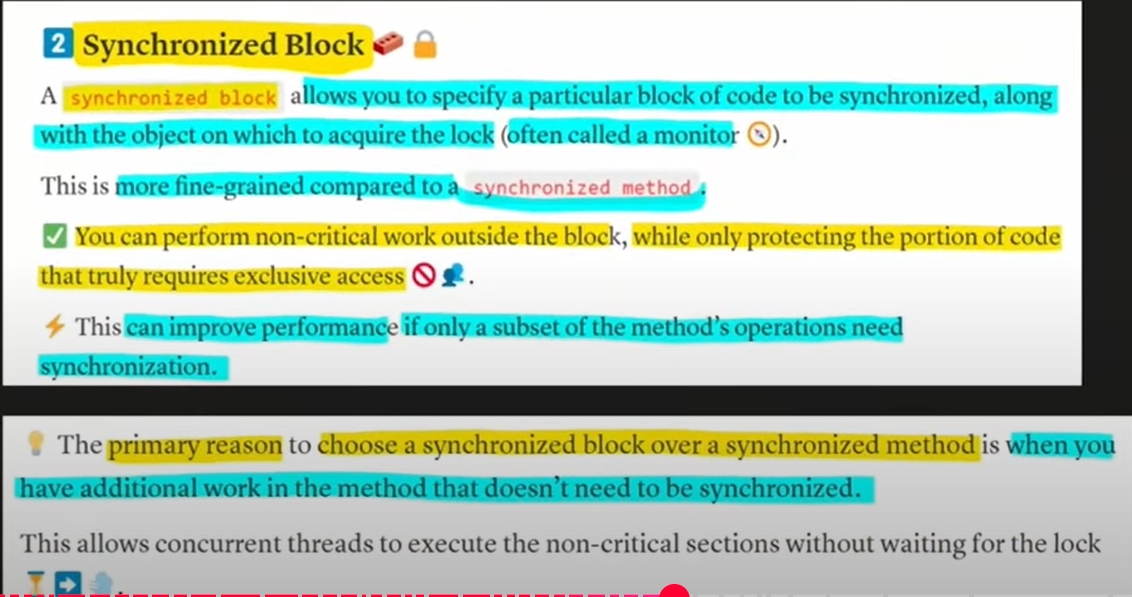 2 Synchronized Block
A synchronized block allows you to specify a particular block of code to be synchronized, along
with the object on which to acquire the lock (often called a monitor ).
This is more fine-grained compared to a synchronized method.
You can perform non-critical work outside the block, while only protecting the portion of code
that truly requires exclusive access .
This can improve performance if only a subset of the method's operations need
synchronization.
The primary reason to choose a synchronized block over a synchronized method is when you
have additional work in the method that doesn't need to be synchronized.
This allows concurrent threads to execute the non-critical sections without waiting for the lock
.